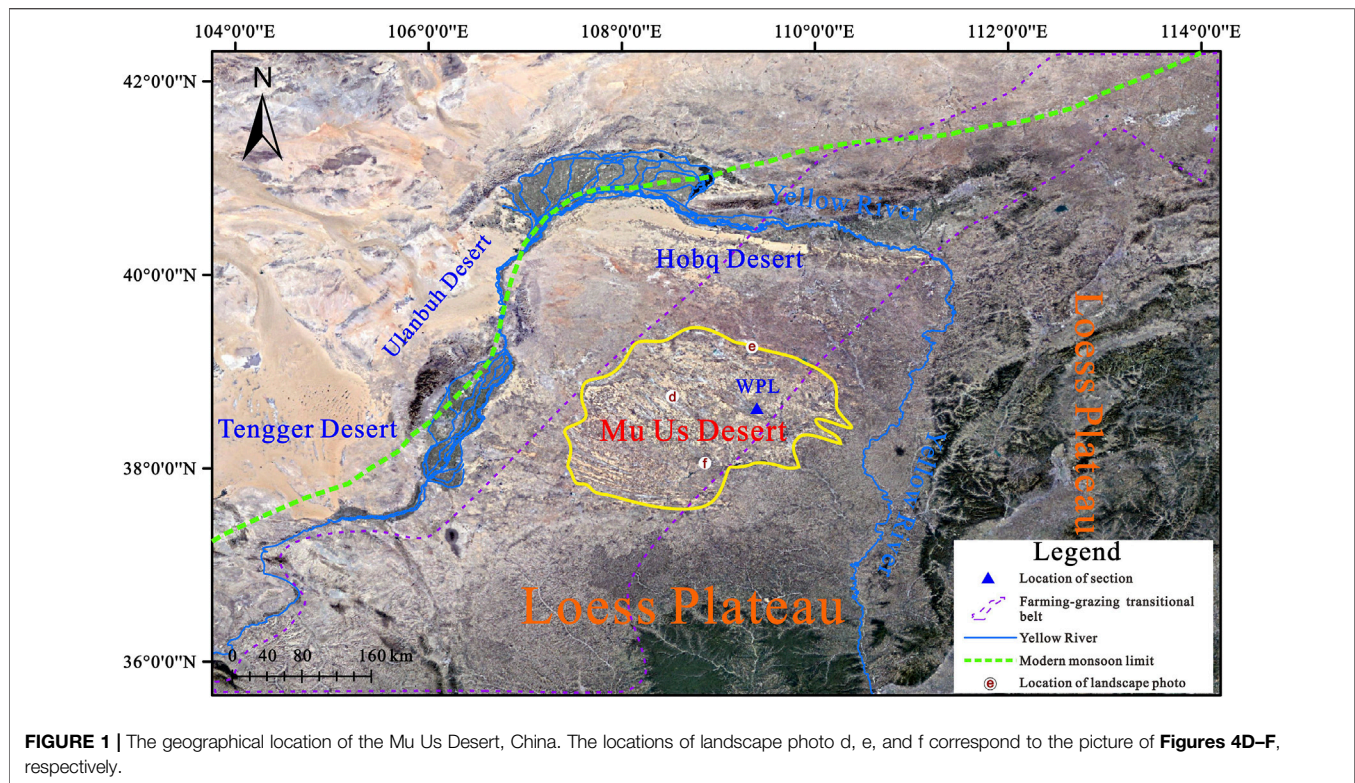 104°0'0"E
106°0'0"E
108°0'0"E
110°0'0"E
112°0'0"E
114°0'0"E
42°0'0"N
N
Yellow River
Ulanbuh Desert
Hobq Desert
40°0'0"N
Loess Plateau
e
d
WPL
Tengger Desert
Mu Us Desert
38°0'0"N
f
Yellow River
Loess Plateau
Legend
Location of section
Farming-grazing transitional
belt
Yellow River
Modern monsoon limit
e Location of landscape photo
36°0'0"N
0 40 80 160 km
FIGURE 1 | The geographical location of the Mu Us Desert, China. The locations of landscape photo d, e, and f correspond to the picture of Figures 4D–F,
respectively.